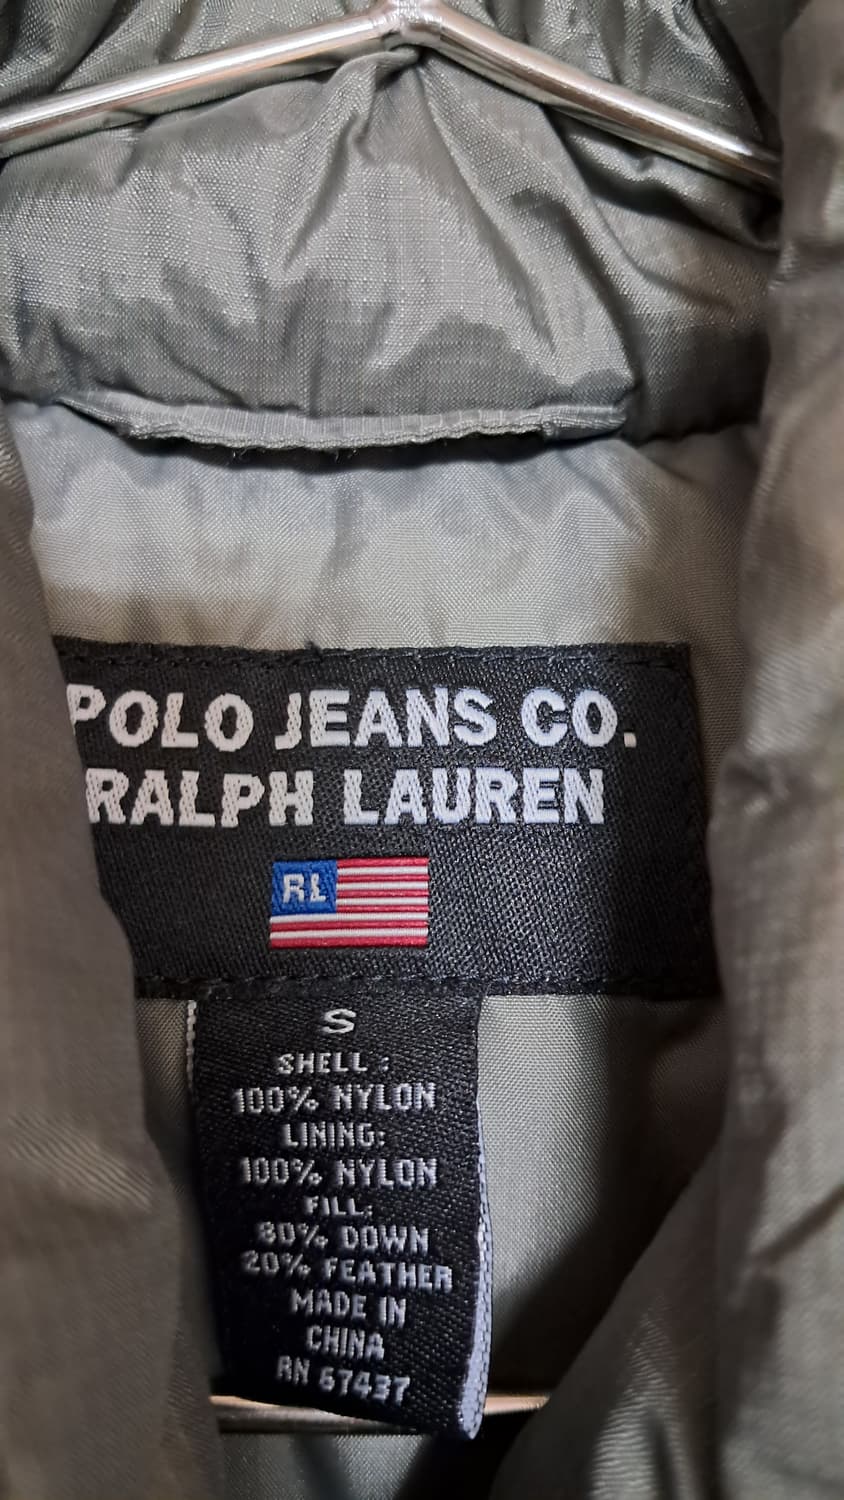 POLO JEANS CO.
RALPH LAUREN
RL
S
SHELL:
100% NYLON
LINING:
100% NYLON
FILL:
80% DOWN
20% FEATHER
MADE IN
CHINA
RN 67437